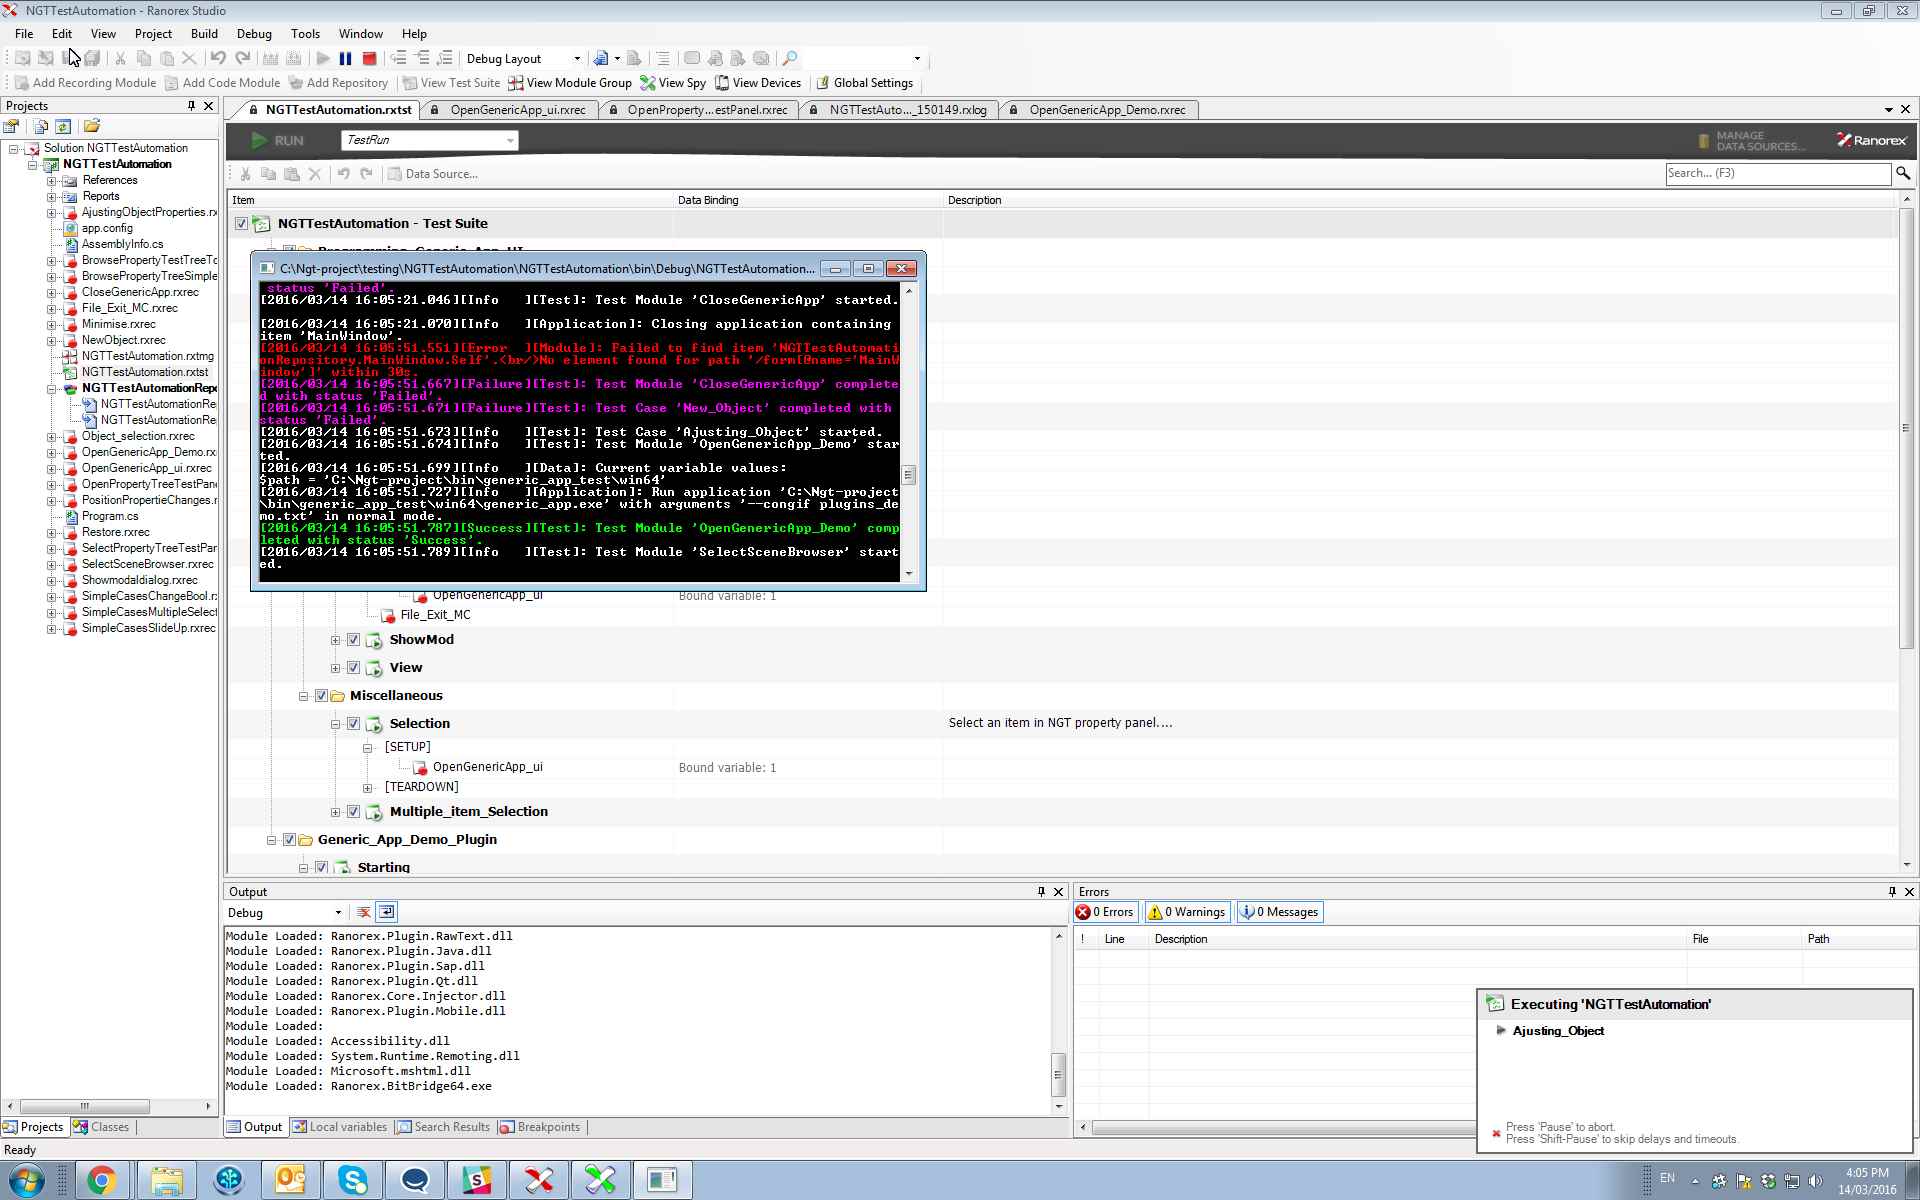 NGTTestAutomation - Ranorex Studio
File Edit View Project Build Debug Tools Window Help
Debug Layout
Add Recording Module Add Code Module Add Repository View Test Suite View Module Group View Spy View Devices Global Settings
Projects
NGTTestAutomation.rxtst OpenGenericApp_ui.rxrec OpenProperty...estPanel.rxrec NGTTestAuto..._150149.rxlog OpenGenericApp_Demo.rxrec
RUN TestRun MANAGE DATA SOURCES... Ranorex
Data Source... Search... (F3)
Item Data Binding Description
Solution NGTTestAutomation
NGTTestAutomation
References
Reports
AjustingObjectProperties.rx
app.config
AssemblyInfo.cs
BrowsePropertyTestTreeTo
BrowsePropertyTreeSimple
CloseGenericApp.rxrec
File_Exit_MC.rxrec
Minimise.rxrec
NewObject.rxrec
NGTTestAutomation.rxtmg
NGTTestAutomation.rxtst
NGTTestAutomationRepo
NGTTestAutomationRe
NGTTestAutomationRe
Object_selection.rxrec
OpenGenericApp_Demo.rx
OpenGenericApp_ui.rxrec
OpenPropertyTreeTestPan
PositionPropertieChanges.r
Program.cs
Restore.rxrec
SelectPropertyTreeTestPar
SelectSceneBrowser.rxrec
Showmodaldialog.rxrec
SimpleCasesChangeBool.rx
SimpleCasesMultipleSelect
SimpleCasesSlideUp.rxrec
Projects Classes
NGTTestAutomation - Test Suite
Programming_Generic_App_UI
C:\Ngt-project\testing\NGTTestAutomation\NGTTestAutomation\bin\Debug\NGTTestAutomation...
status 'Failed'.
[2016/03/14 16:05:21.046][Info   ][Test]: Test Module 'CloseGenericApp' started.
[2016/03/14 16:05:21.070][Info   ][Application]: Closing application containing
item 'MainWindow'.
[2016/03/14 16:05:51.551][Error  ][Module]: Failed to find item 'NGTTestAutomati
onRepository.MainWindow.Self'.<br/>No element found for path '/form[@name='MainW
indow']' within 30s.
[2016/03/14 16:05:51.667][Failure][Test]: Test Module 'CloseGenericApp' complete
d with status 'Failed'.
[2016/03/14 16:05:51.671][Failure][Test]: Test Case 'New_Object' completed with
status 'Failed'.
[2016/03/14 16:05:51.673][Info   ][Test]: Test Case 'Ajusting_Object' started.
[2016/03/14 16:05:51.674][Info   ][Test]: Test Module 'OpenGenericApp_Demo' star
ted.
[2016/03/14 16:05:51.699][Info   ][Data]: Current variable values:
$path = 'C:\Ngt-project\bin\generic_app_test\win64'
[2016/03/14 16:05:51.727][Info   ][Application]: Run application 'C:\Ngt-project
\bin\generic_app_test\win64\generic_app.exe' with arguments '--congif plugins_de
mo.txt' in normal mode.
[2016/03/14 16:05:51.787][Success][Test]: Test Module 'OpenGenericApp_Demo' comp
leted with status 'Success'.
[2016/03/14 16:05:51.789][Info   ][Test]: Test Module 'SelectSceneBrowser' start
ed.
OpenGenericApp_ui Bound variable: 1
File_Exit_MC
ShowMod
View
Miscellaneous
Selection Select an item in NGT property panel....
[SETUP]
OpenGenericApp_ui Bound variable: 1
[TEARDOWN]
Multiple_item_Selection
Generic_App_Demo_Plugin
Starting
Output
Debug
Module Loaded: Ranorex.Plugin.RawText.dll
Module Loaded: Ranorex.Plugin.Java.dll
Module Loaded: Ranorex.Plugin.Sap.dll
Module Loaded: Ranorex.Plugin.Qt.dll
Module Loaded: Ranorex.Core.Injector.dll
Module Loaded: Ranorex.Plugin.Mobile.dll
Module Loaded:
Module Loaded: Accessibility.dll
Module Loaded: System.Runtime.Remoting.dll
Module Loaded: Microsoft.mshtml.dll
Module Loaded: Ranorex.BitBridge64.exe
Output Local variables Search Results Breakpoints
Errors
0 Errors 0 Warnings 0 Messages
! Line Description File Path
Executing 'NGTTestAutomation'
Ajusting_Object
Press 'Pause' to abort.
Press 'Shift-Pause' to skip delays and timeouts.
Ready
EN 4:05 PM
14/03/2016